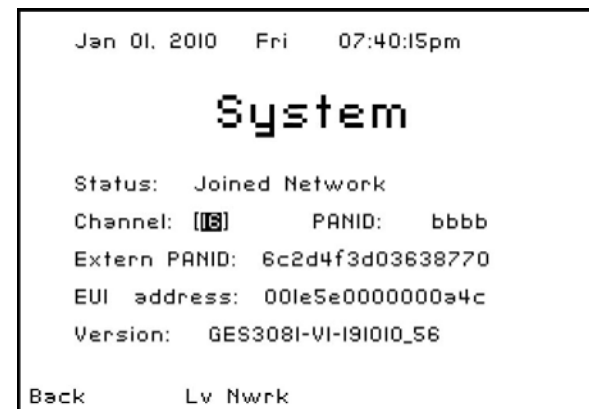 Jan 01, 2010 Fri 07:40:15pm
System
Status: Joined Network
Channel: [16] PANID: bbbb
Extern PANID: 6c2d4f3d03638770
EUI address: 001e5e0000000a4c
Version: GES3081-V1-191010_56
Back Lv Nwrk